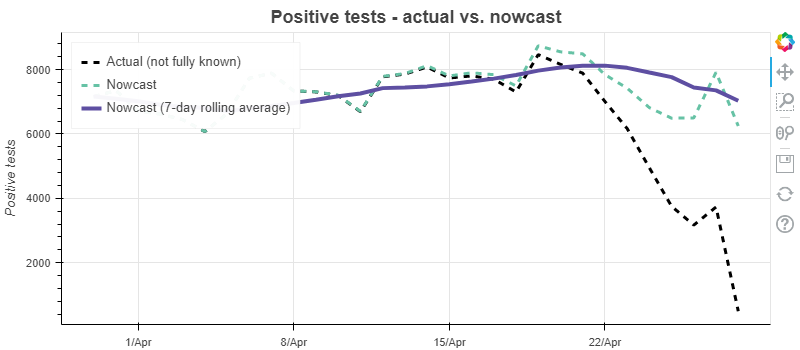 Positive tests - actual vs. nowcast
Actual (not fully known)
Nowcast
Nowcast (7-day rolling average)
8000
6000
4000
2000
Positive tests
1/Apr
8/Apr
15/Apr
22/Apr